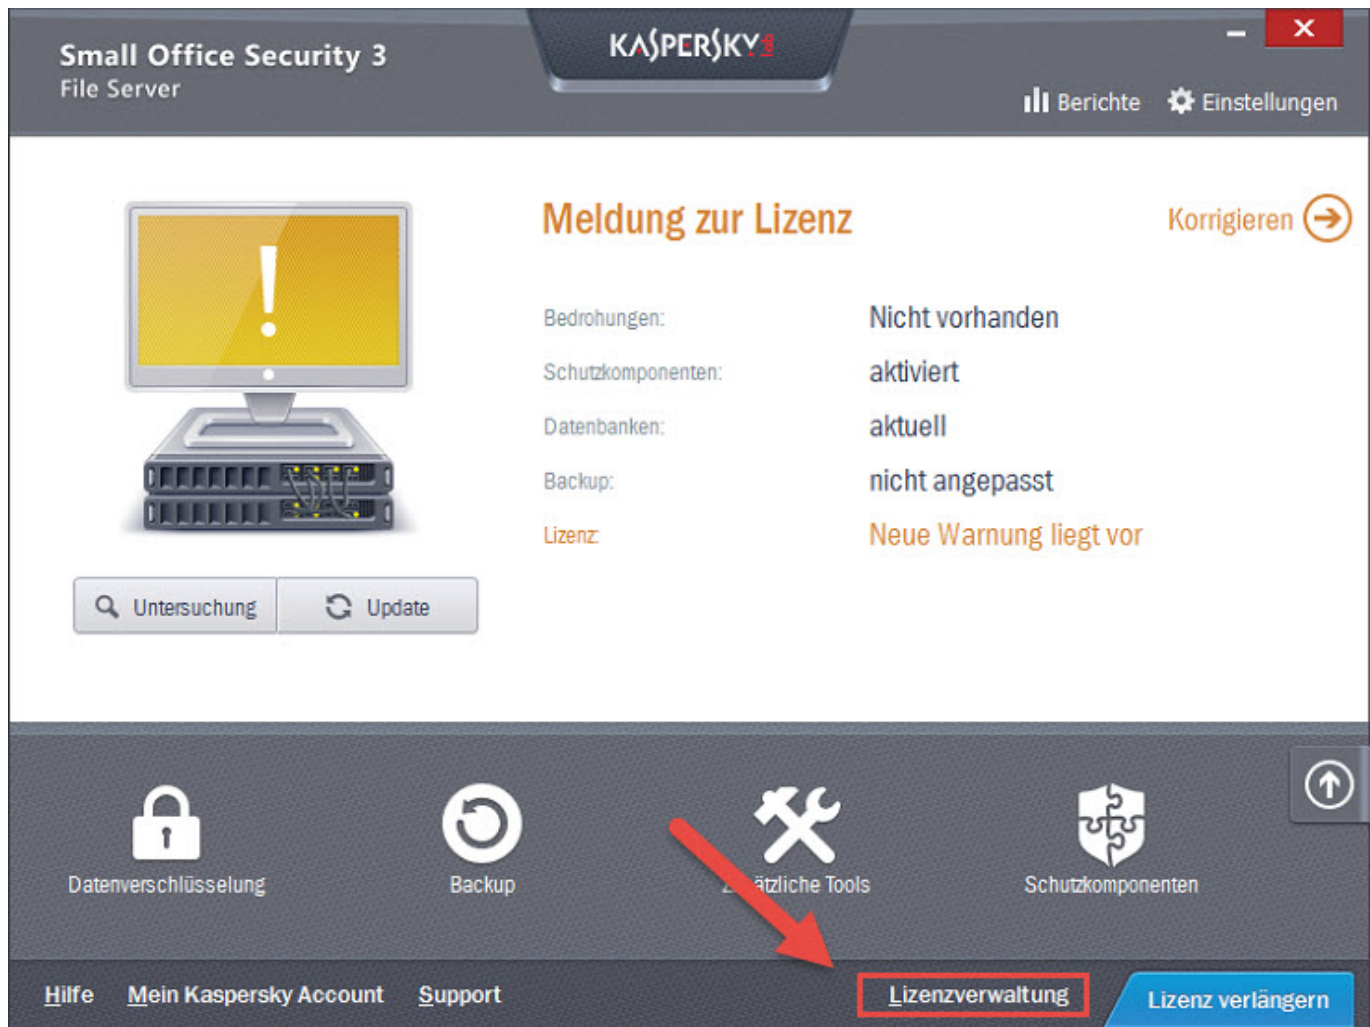 Small Office Security 3
File Server
KASPERSKY lab
Berichte
Einstellungen
Meldung zur Lizenz
Korrigieren
Bedrohungen: Nicht vorhanden
Schutzkomponenten: aktiviert
Datenbanken: aktuell
Backup: nicht angepasst
Lizenz: Neue Warnung liegt vor
Untersuchung
Update
Datenverschlüsselung
Backup
Tools
Schutzkomponenten
Hilfe
Mein Kaspersky Account
Support
Lizenzverwaltung
Lizenz verlängern